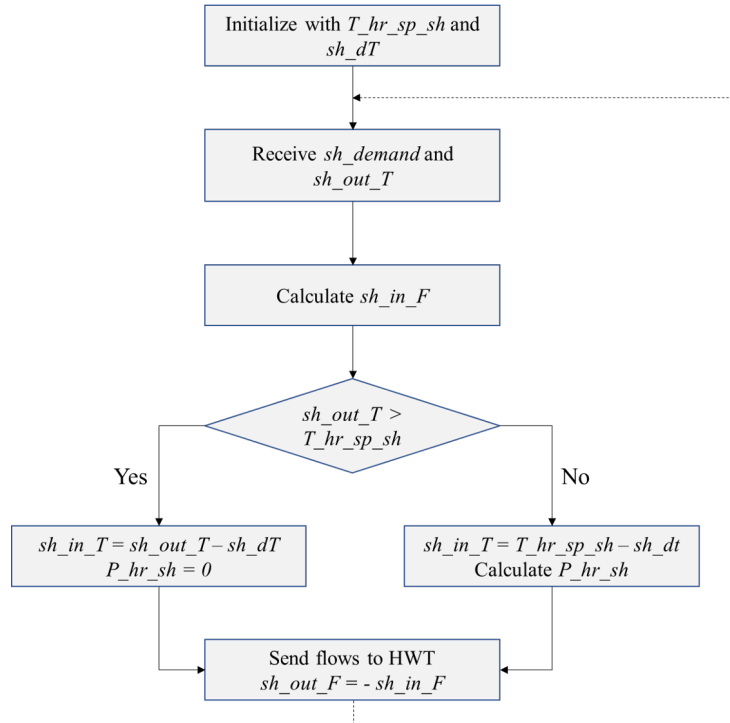 Initialize with T_hr_sp_sh and
sh_dT
Receive sh_demand and
sh_out_T
Calculate sh_in_F
sh_out_T >
T_hr_sp_sh
Yes
No
sh_in_T = sh_out_T – sh_dT
P_hr_sh = 0
sh_in_T = T_hr_sp_sh – sh_dt
Calculate P_hr_sh
Send flows to HWT
sh_out_F = - sh_in_F